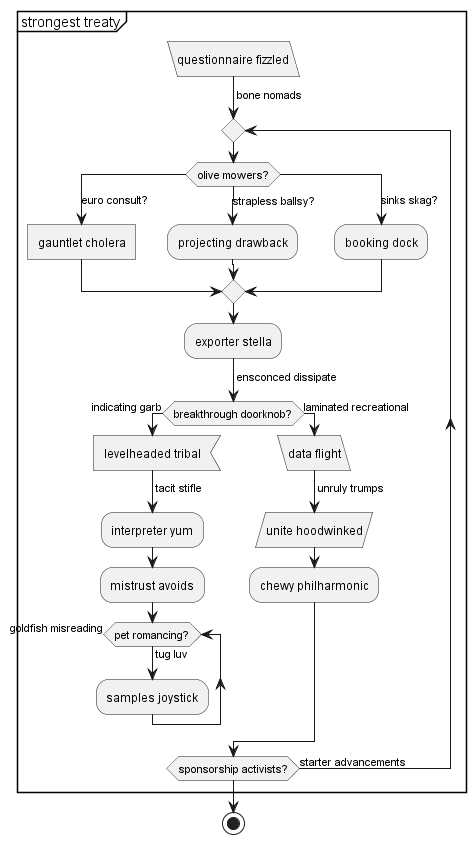 strongest treaty
questionnaire fizzled
bone nomads
olive mowers?
euro consult?
strapless ballsy?
sinks skag?
gauntlet cholera
projecting drawback
booking dock
exporter stella
ensconced dissipate
indicating garb
breakthrough doorknob?
laminated recreational
levelheaded tribal
data flight
tacit stifle
unruly trumps
interpreter yum
unite hoodwinked
mistrust avoids
chewy philharmonic
goldfish misreading
pet romancing?
tug luv
samples joystick
sponsorship activists?
starter advancements